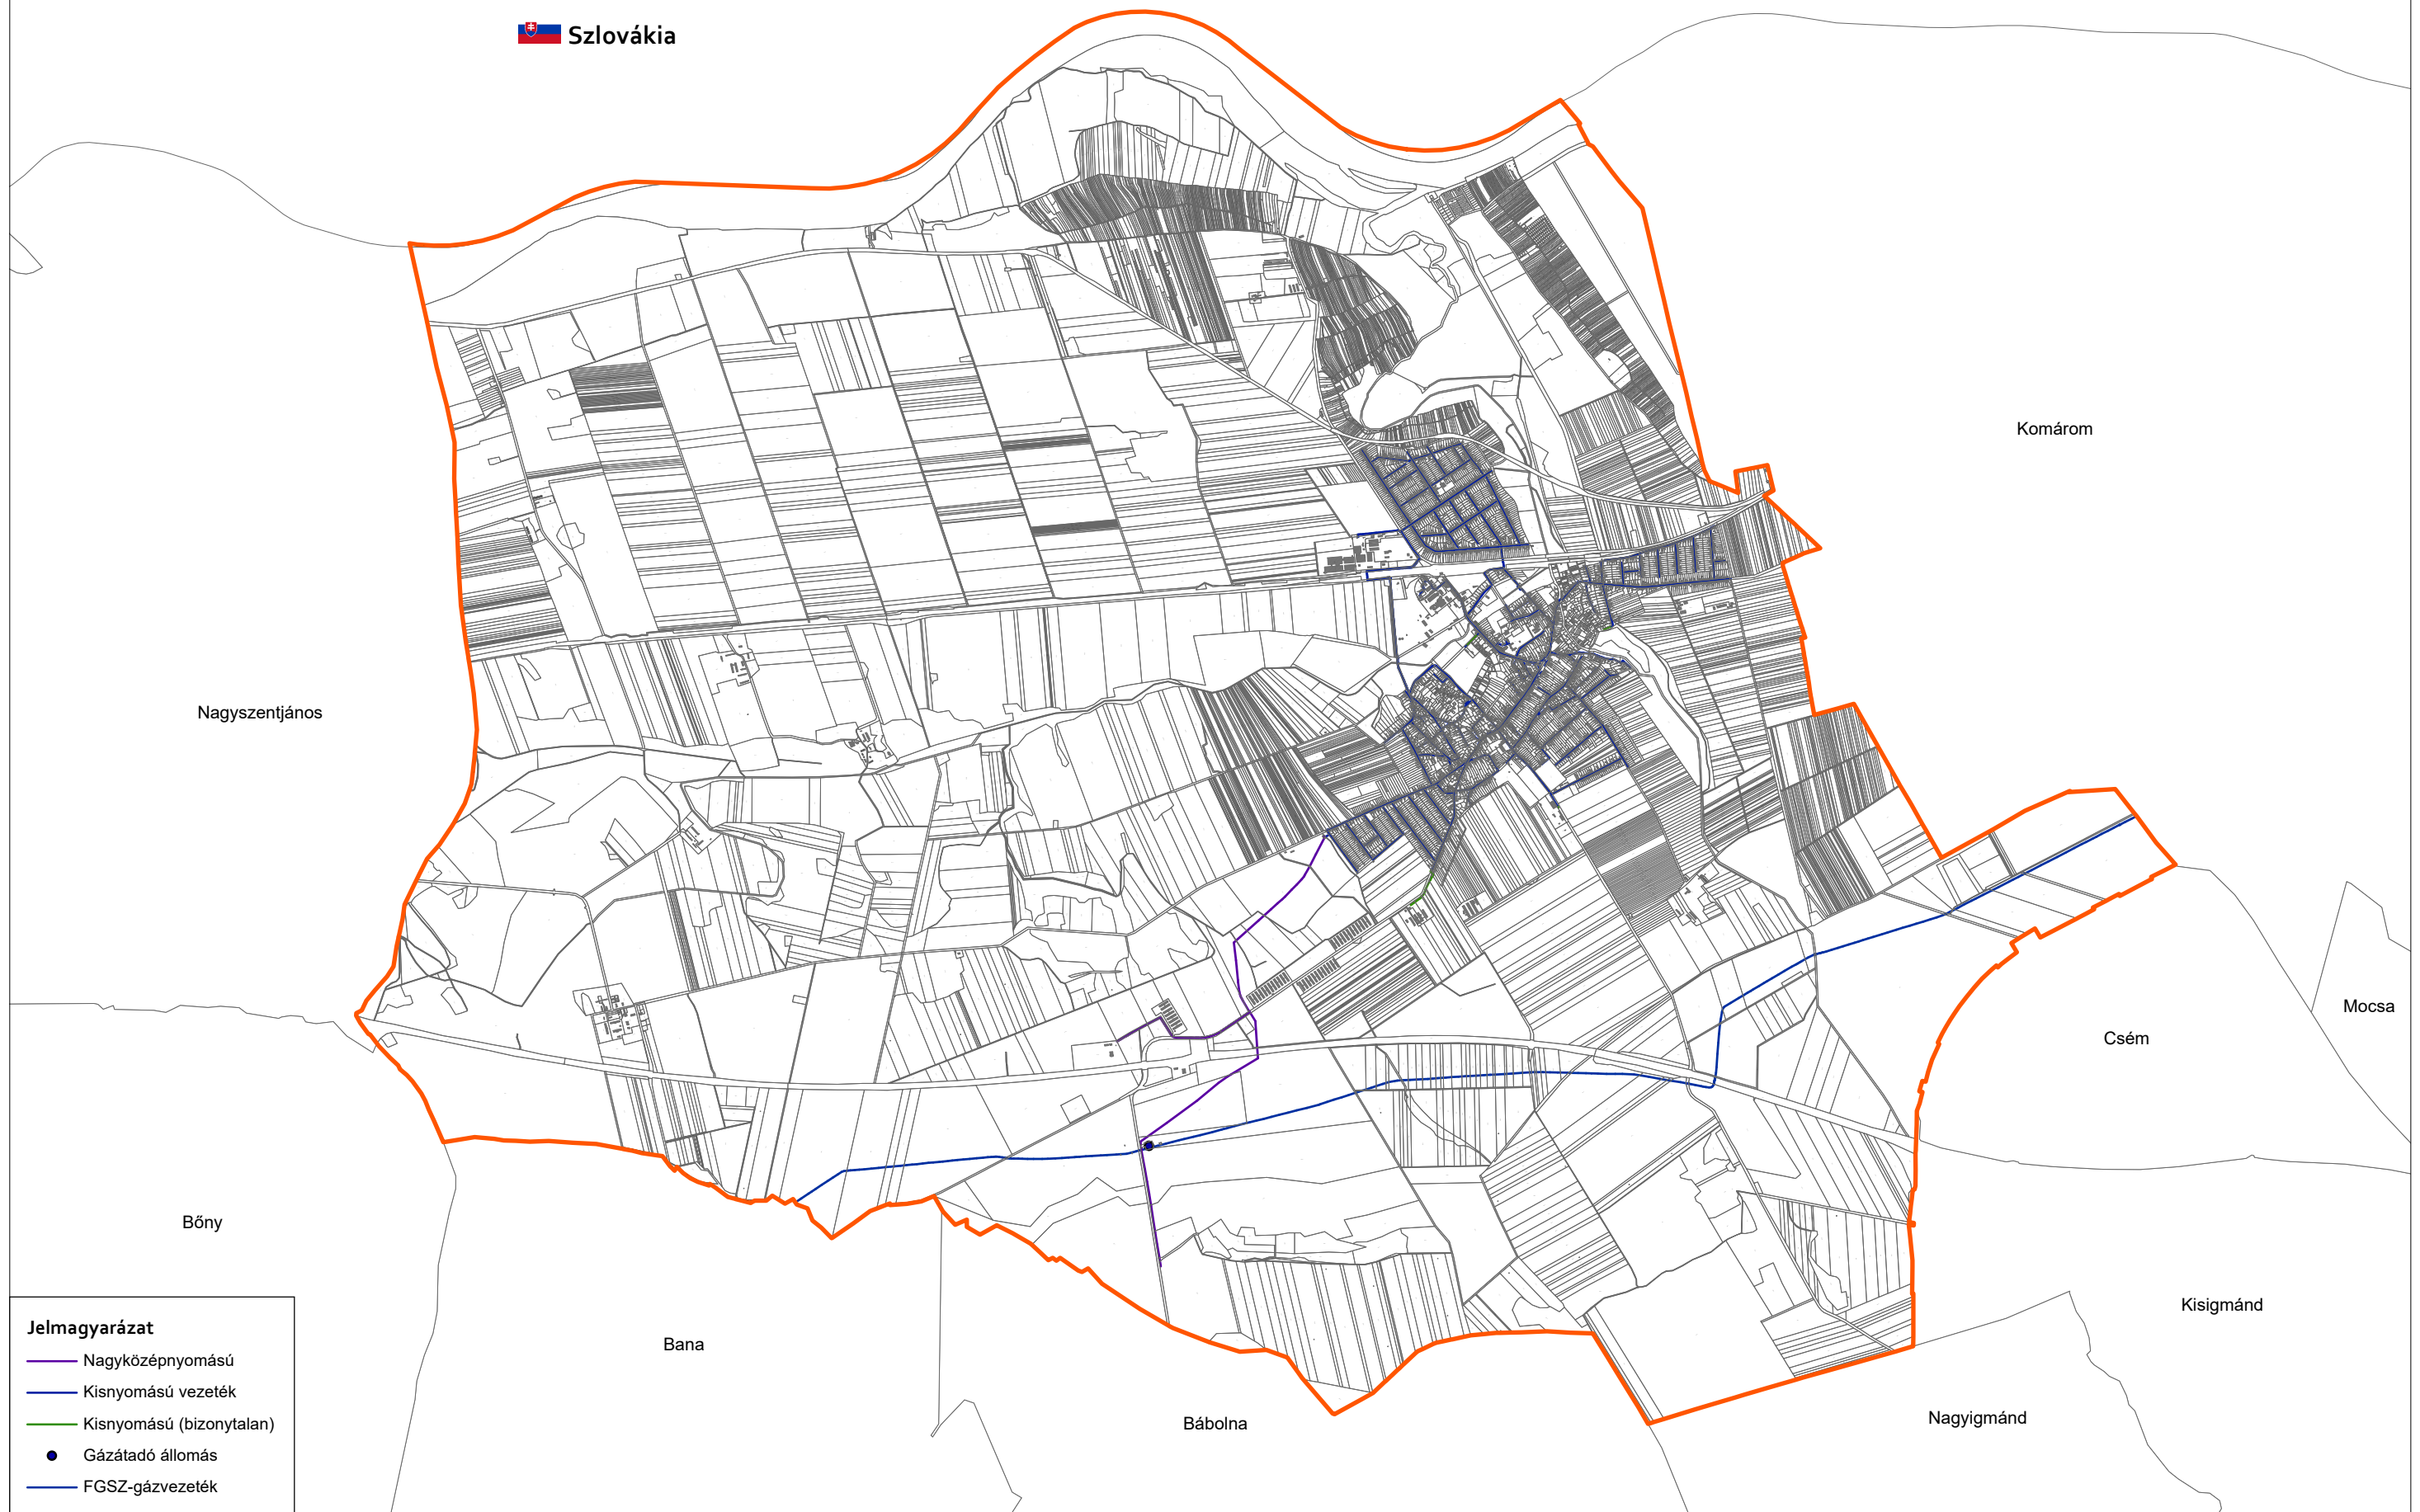 Szlovákia
Komárom
Nagyszentjános
Mocsa
Csém
Bőny
Kisigmánd
Bana
Nagyigmánd
Bábolna
Jelmagyarázat
Nagyközépnyomású
Kisnyomású vezeték
Kisnyomású (bizonytalan)
Gázátadó állomás
FGSZ-gázvezeték